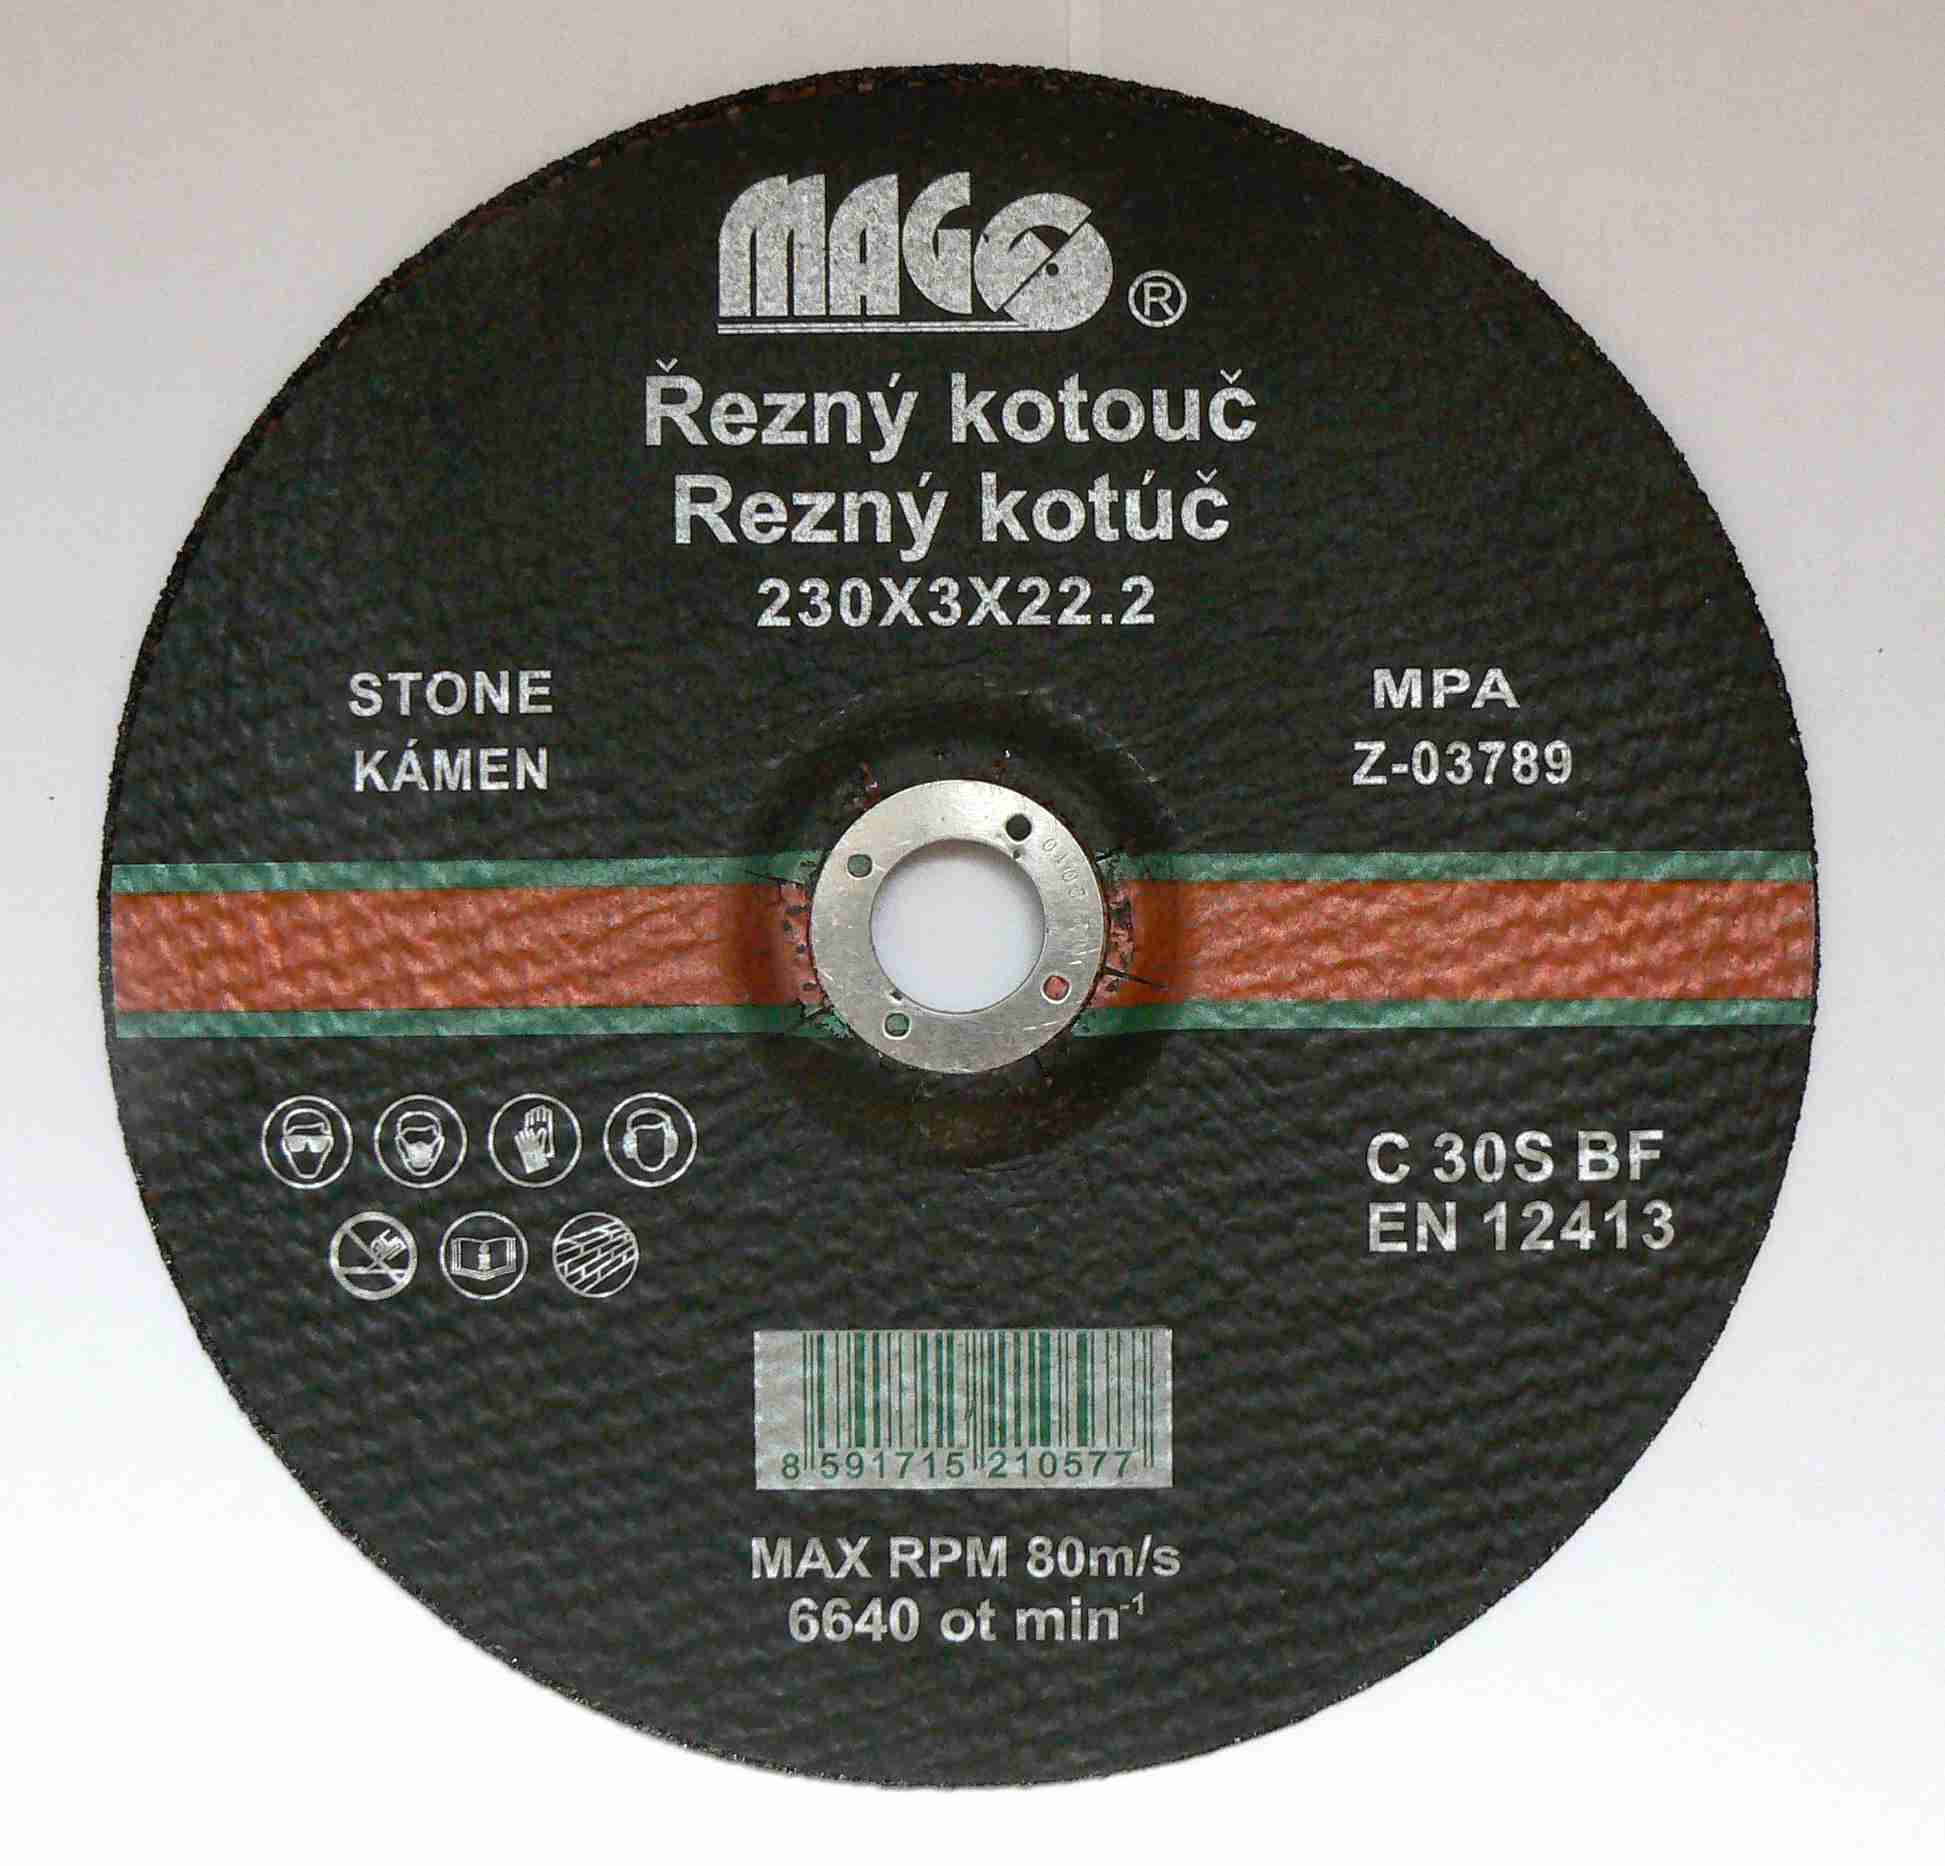 MAGG ®
Řezný kotouč
Rezný kotúč
230X3X22.2
STONE
KÁMEN
MPA
Z-03789
C 30S BF
EN 12413
8 591715 210577
MAX RPM 80m/s
6640 ot min⁻¹